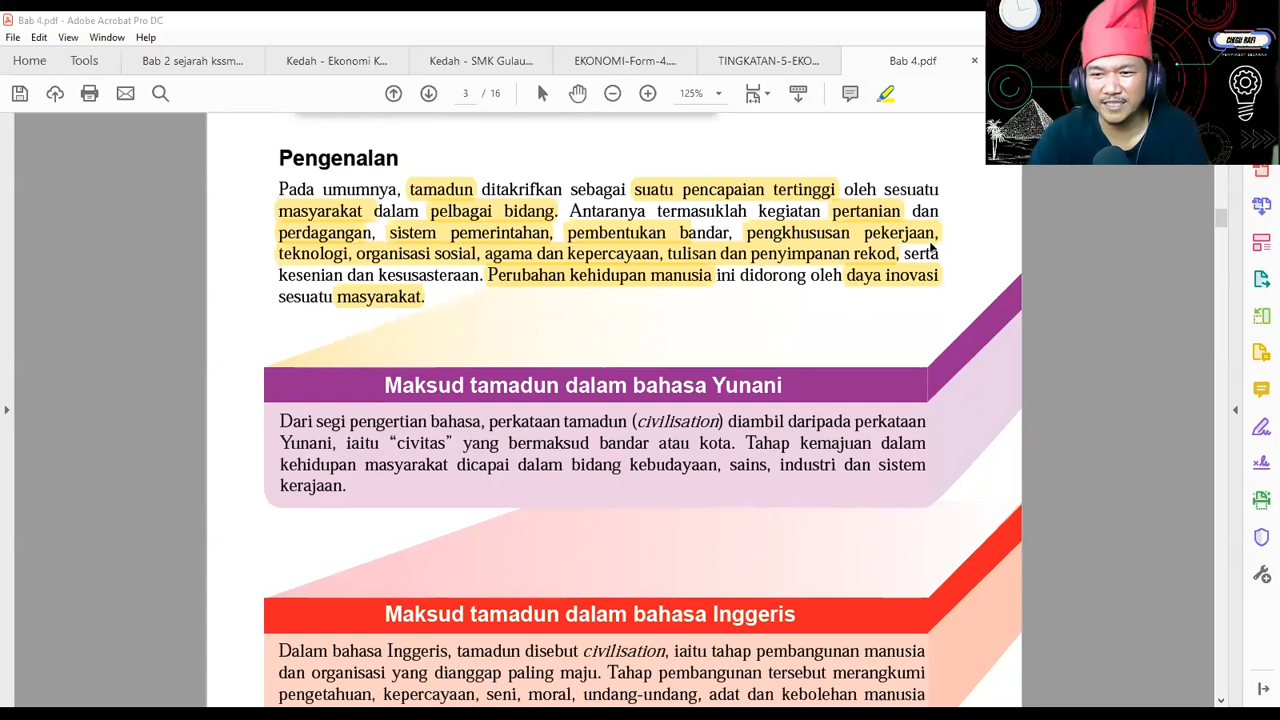 Bab 4.pdf - Adobe Acrobat Pro DC
File Edit View Window Help
Home Tools Bab 2 sejarah kssm... Kedah - Ekonomi K... Kedah - SMK Gulau... EKONOMI-Form-4.... TINGKATAN-5-EKO... Bab 4.pdf ×
3 / 16 125%
CIKGU RAFI
Pengenalan
Pada umumnya, tamadun ditakrifkan sebagai suatu pencapaian tertinggi oleh sesuatu
masyarakat dalam pelbagai bidang. Antaranya termasuklah kegiatan pertanian dan
perdagangan, sistem pemerintahan, pembentukan bandar, pengkhususan pekerjaan,
teknologi, organisasi sosial, agama dan kepercayaan, tulisan dan penyimpanan rekod, serta
kesenian dan kesusasteraan. Perubahan kehidupan manusia ini didorong oleh daya inovasi
sesuatu masyarakat.
Maksud tamadun dalam bahasa Yunani
Dari segi pengertian bahasa, perkataan tamadun (civilisation) diambil daripada perkataan
Yunani, iaitu “civitas” yang bermaksud bandar atau kota. Tahap kemajuan dalam
kehidupan masyarakat dicapai dalam bidang kebudayaan, sains, industri dan sistem
kerajaan.
Maksud tamadun dalam bahasa Inggeris
Dalam bahasa Inggeris, tamadun disebut civilisation, iaitu tahap pembangunan manusia
dan organisasi yang dianggap paling maju. Tahap pembangunan tersebut merangkumi
pengetahuan, kepercayaan, seni, moral, undang-undang, adat dan kebolehan manusia